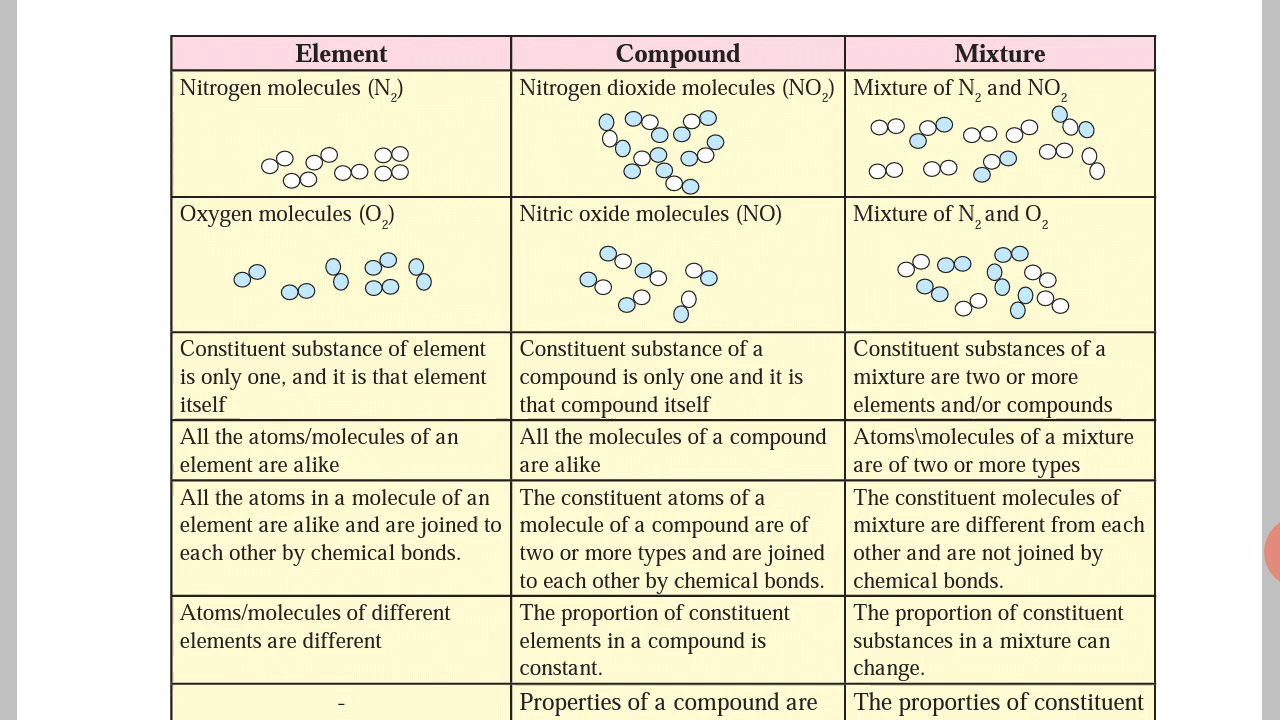 Element
Compound
Mixture
Nitrogen molecules (N₂)
Nitrogen dioxide molecules (NO₂)
Mixture of N₂ and NO₂
Oxygen molecules (O₂)
Nitric oxide molecules (NO)
Mixture of N₂ and O₂
Constituent substance of element
is only one, and it is that element
itself
Constituent substance of a
compound is only one and it is
that compound itself
Constituent substances of a
mixture are two or more
elements and/or compounds
All the atoms/molecules of an
element are alike
All the molecules of a compound
are alike
Atoms\molecules of a mixture
are of two or more types
All the atoms in a molecule of an
element are alike and are joined to
each other by chemical bonds.
The constituent atoms of a
molecule of a compound are of
two or more types and are joined
to each other by chemical bonds.
The constituent molecules of
mixture are different from each
other and are not joined by
chemical bonds.
Atoms/molecules of different
elements are different
The proportion of constituent
elements in a compound is
constant.
The proportion of constituent
substances in a mixture can
change.
-
Properties of a compound are
The properties of constituent